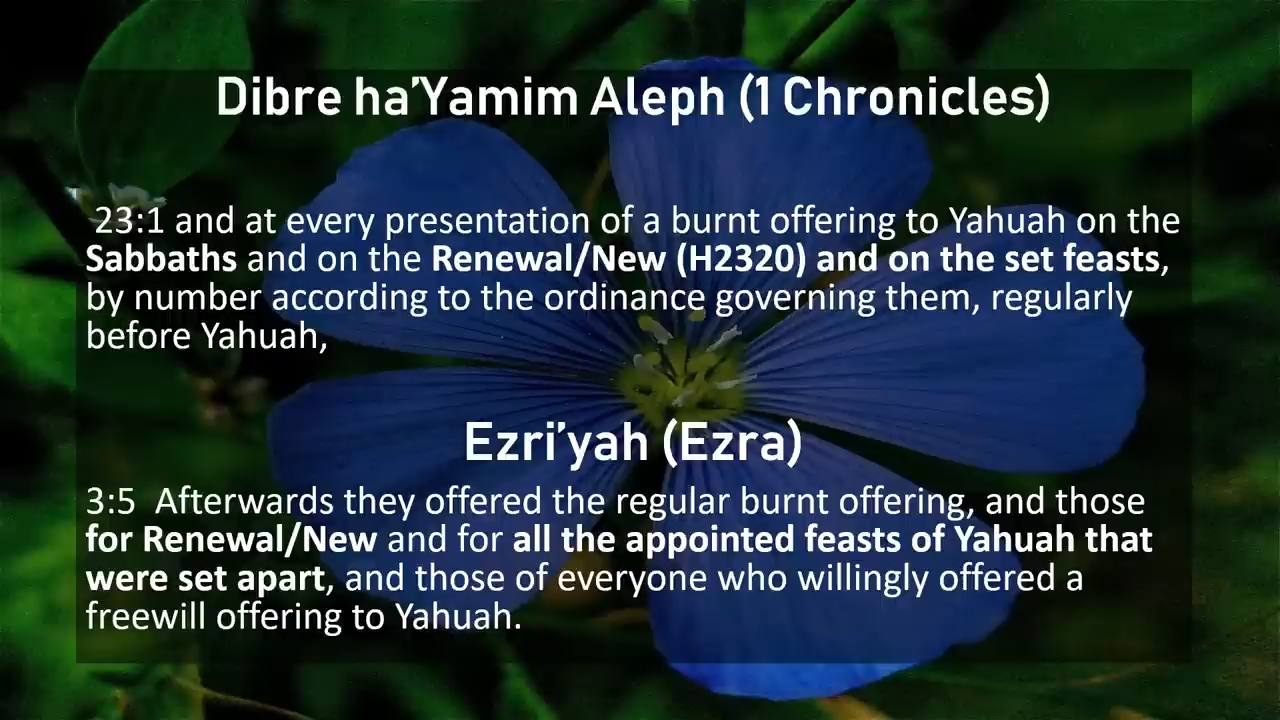 Dibre ha'Yamim Aleph (1 Chronicles)
23:1 and at every presentation of a burnt offering to Yahuah on the
Sabbaths and on the Renewal/New (H2320) and on the set feasts,
by number according to the ordinance governing them, regularly
before Yahuah,
Ezri'yah (Ezra)
3:5 Afterwards they offered the regular burnt offering, and those
for Renewal/New and for all the appointed feasts of Yahuah that
were set apart, and those of everyone who willingly offered a
freewill offering to Yahuah.